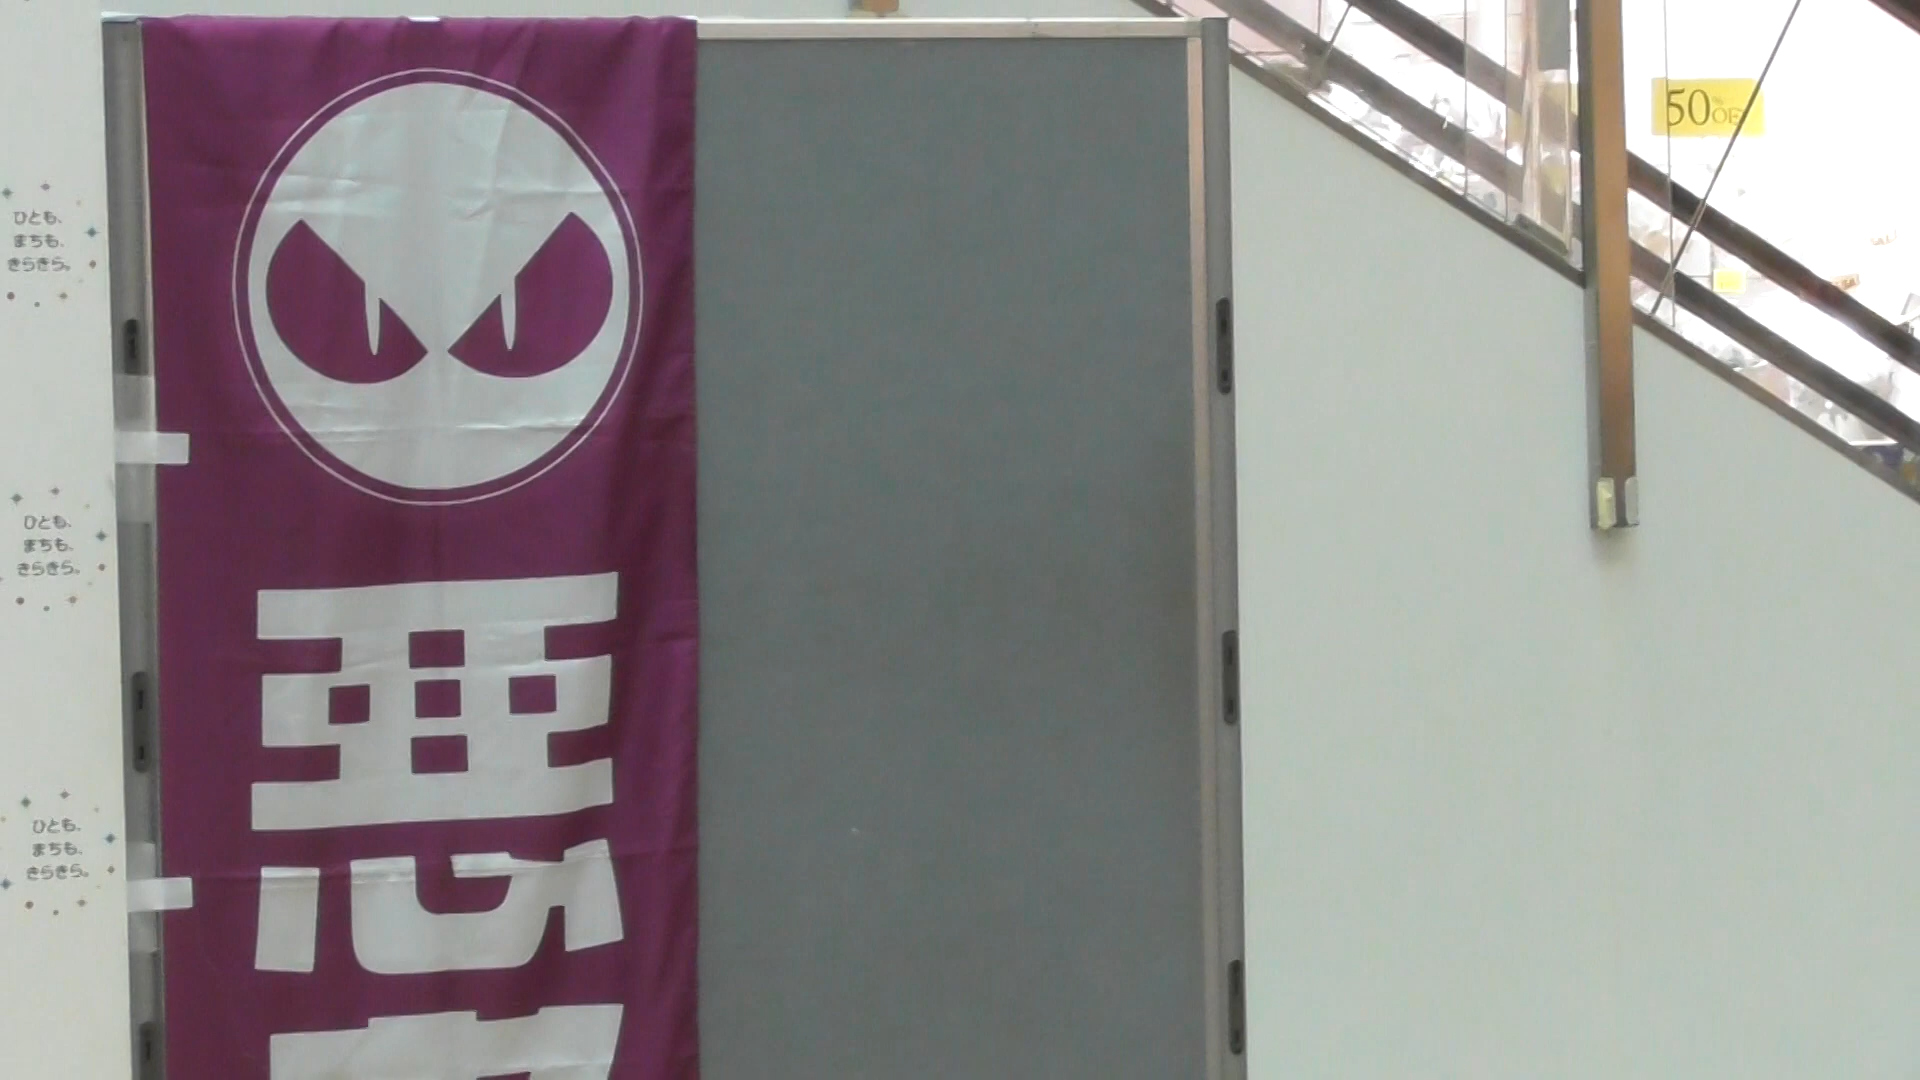 ひとも、
まちも、
きらきら。
ひとも、
まちも、
きらきら。
ひとも、
まちも、
きらきら。
悪
50% OFF